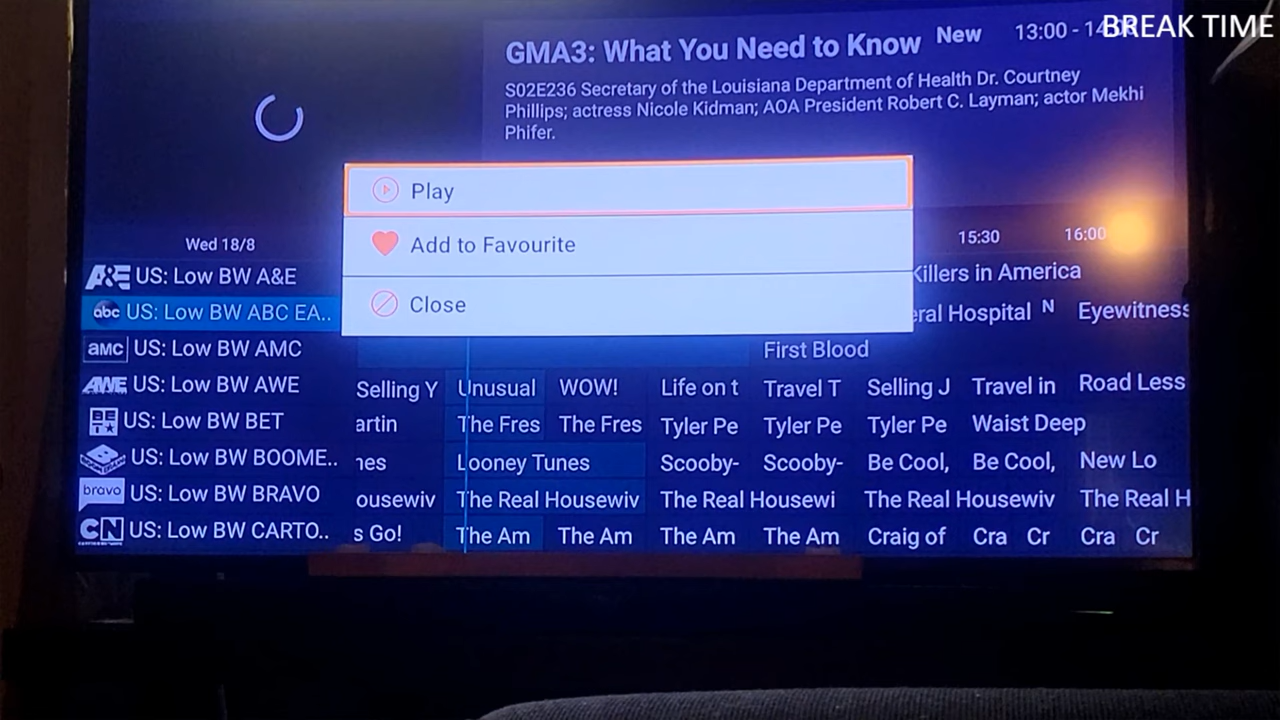 BREAK TIME
GMA3: What You Need to Know New 13:00 - 14:00
S02E236 Secretary of the Louisiana Department of Health Dr. Courtney
Phillips; actress Nicole Kidman; AOA President Robert C. Layman; actor Mekhi
Phifer.
Play
Add to Favourite
Close
Wed 18/8 15:30 16:00
A&E US: Low BW A&E Killers in America
abc US: Low BW ABC EA.. eral Hospital N Eyewitness
AMC US: Low BW AMC First Blood
AWE US: Low BW AWE Selling Y Unusual WOW! Life on t Travel T Selling J Travel in Road Less
BET US: Low BW BET artin The Fres The Fres Tyler Pe Tyler Pe Tyler Pe Waist Deep
US: Low BW BOOME.. nes Looney Tunes Scooby- Scooby- Be Cool, Be Cool, New Lo
bravo US: Low BW BRAVO ousewiv The Real Housewiv The Real Housewi The Real Housewiv The Real H
CN US: Low BW CARTO.. s Go! The Am The Am The Am The Am Craig of Cra Cr Cra Cr